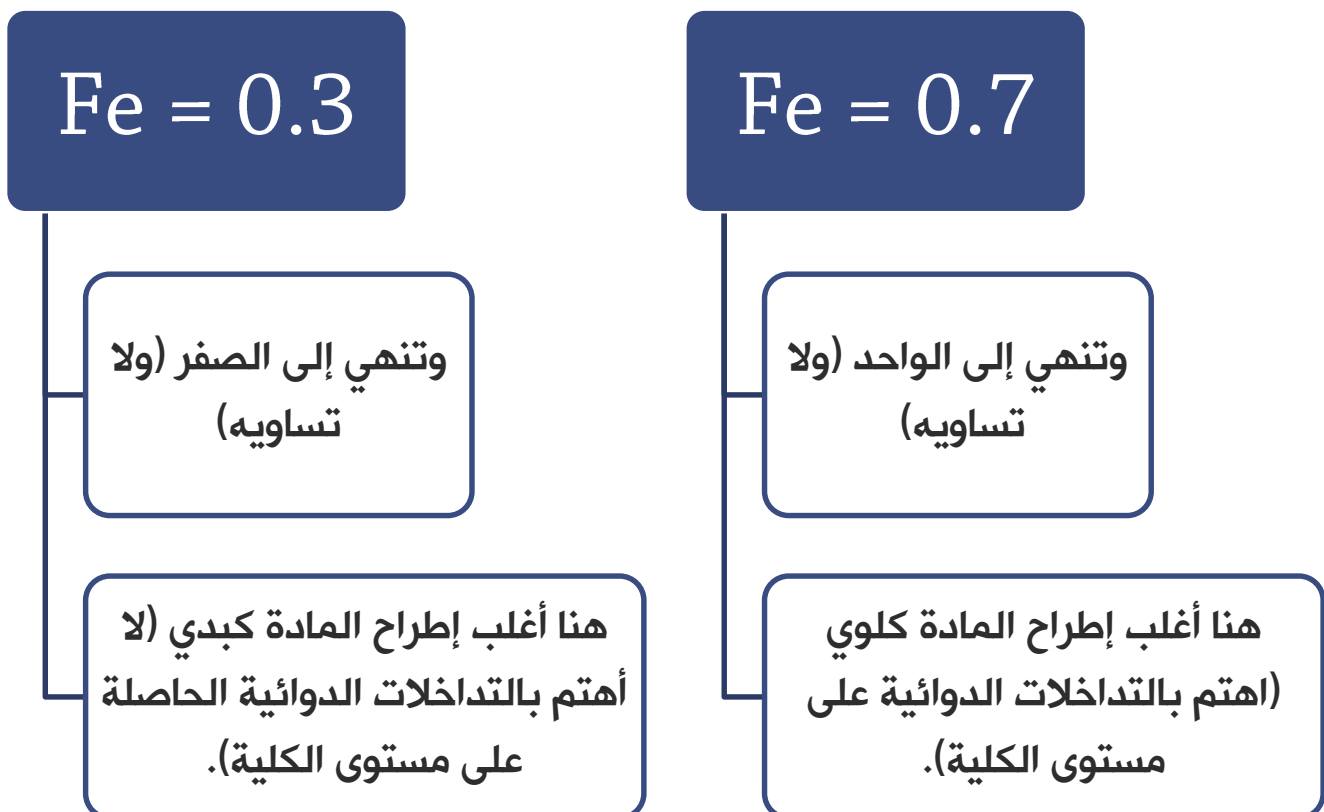 Fe = 0.3
وتنهي إلى الصفر (ولا
تساويه)
هنا أغلب إطراح المادة كبدي (لا
أهتم بالتداخلات الدوائية الحاصلة
على مستوى الكلية).
Fe = 0.7
وتنهي إلى الواحد (ولا
تساويه)
هنا أغلب إطراح المادة كلوي
(اهتم بالتداخلات الدوائية على
مستوى الكلية).